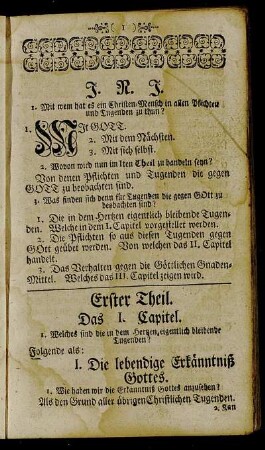 ( 1 )
J. N. J.
1. Mit wem hat es ein Christen-Mensch in allen Pflichten
und Tugenden zu thun?
1. Mit GOTT.
2. Mit dem Nächsten.
3. Mit sich selbst.
2. Wovon wird nun im Iten Theil zu handeln seyn?
Von denen Pflichten und Tugenden die gegen
GOTT zu beobachten sind.
3. Was finden sich denn für Tugenden die gegen GOtt zu
beobachten sind?
1. Die in dem Hertzen eigentlich bleibende Tugen-
den. Welche in dem I. Capitel vorgestellet werden.
2. Die Pflichten so aus diesen Tugenden gegen
GOtt geübet werden. Von welchen das II. Capitel
handelt.
3. Das Verhalten gegen die Göttlichen Gnaden-
Mittel. Welches das III. Capitel zeigen wird.
Erster Theil.
Das I. Capitel.
1. Welches sind die in dem Hertzen, eigentlich bleibende
Tugenden?
Folgende als:
I. Die lebendige Erkänntniß
Gottes.
1. Wie haben wir die Erkenntnis Gottes anzusehen?
Als den Grund aller übrigen Christlichen Tugenden.
2. Kan